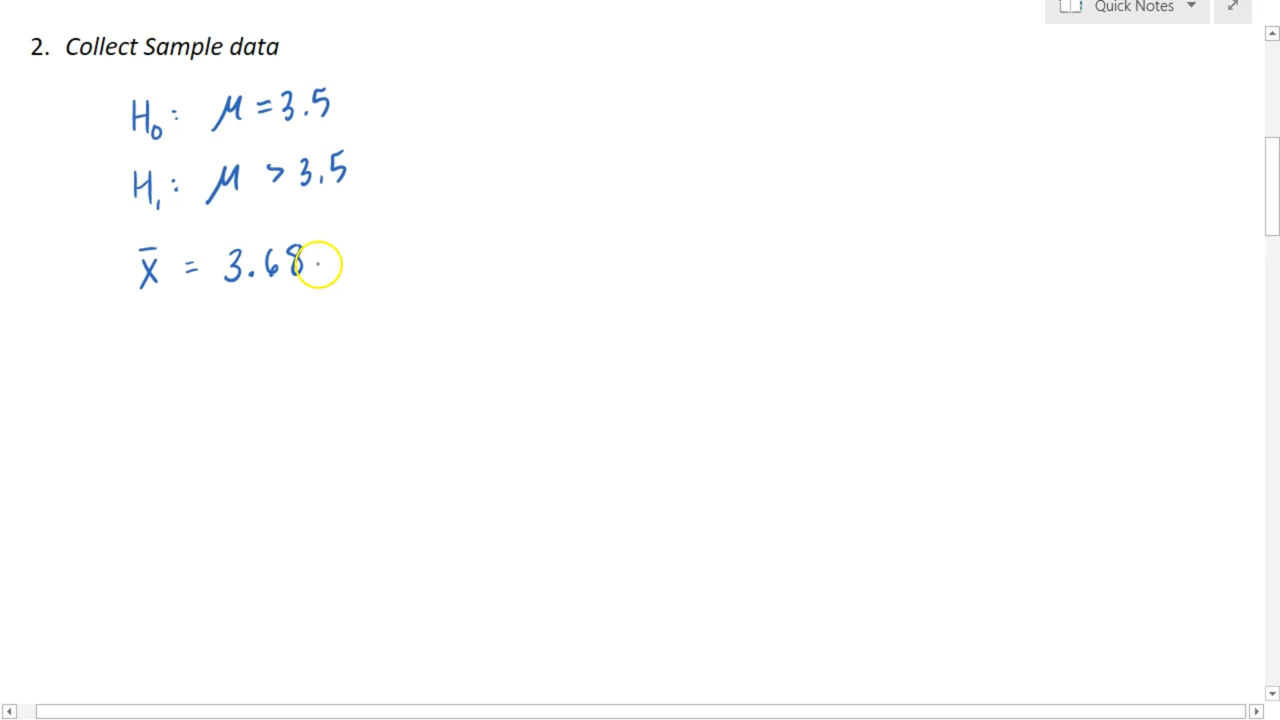 Quick Notes
2. Collect Sample data
H₀: μ = 3.5
H₁: μ > 3.5
x̄ = 3.68